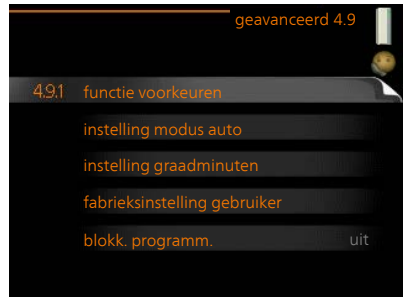 geavanceerd 4.9
4.9.1 functie voorkeuren
instelling modus auto
instelling graadminuten
fabrieksinstelling gebruiker
blokk. programm. uit